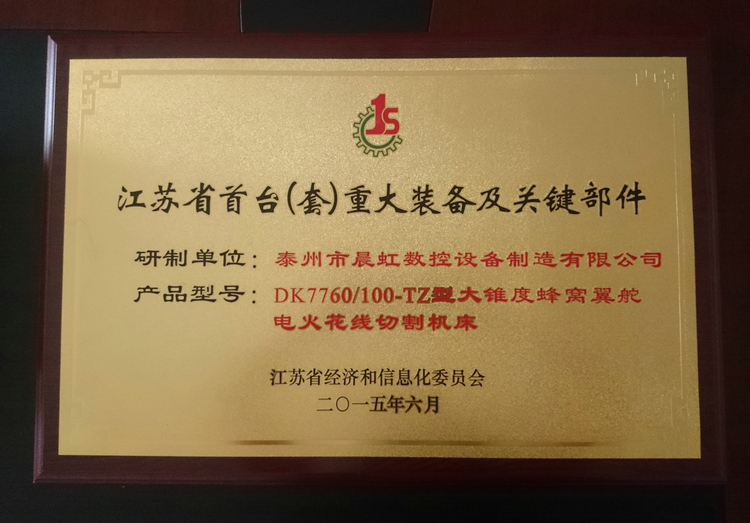 1S
江苏省首台(套)重大装备及关键部件
研制单位：泰州市晨虹数控设备制造有限公司
产品型号：DK7760/100-TZ型大锥度蜂窝翼舵
电火花线切割机床
江苏省经济和信息化委员会
二〇一五年六月